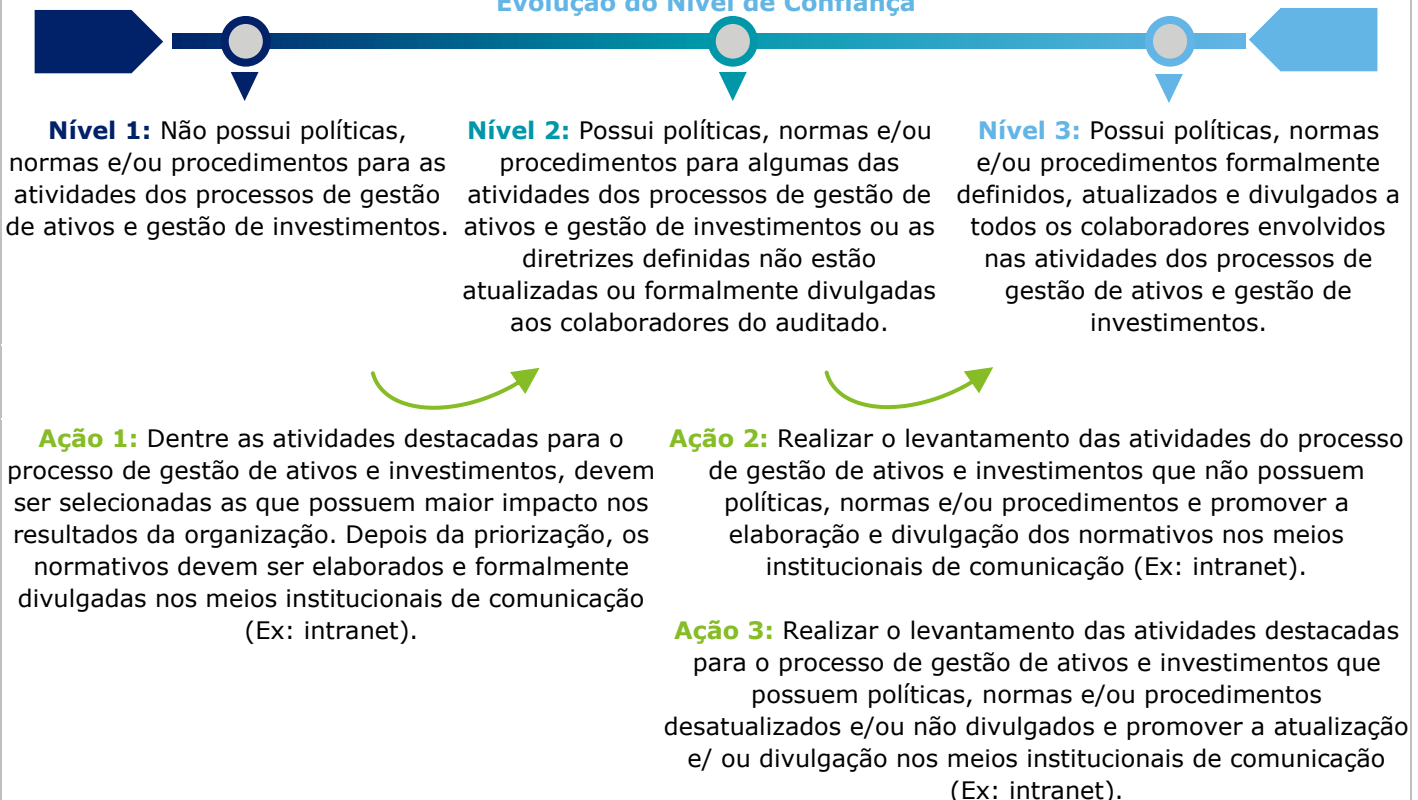 Evolução do Nível de Confiança
Nível 1: Não possui políticas,
normas e/ou procedimentos para as
atividades dos processos de gestão
de ativos e gestão de investimentos.
Nível 2: Possui políticas, normas e/ou
procedimentos para algumas das
atividades dos processos de gestão de
ativos e gestão de investimentos ou as
diretrizes definidas não estão
atualizadas ou formalmente divulgadas
aos colaboradores do auditado.
Nível 3: Possui políticas, normas
e/ou procedimentos formalmente
definidos, atualizados e divulgados a
todos os colaboradores envolvidos
nas atividades dos processos de
gestão de ativos e gestão de
investimentos.
Ação 1: Dentre as atividades destacadas para o
processo de gestão de ativos e investimentos, devem
ser selecionadas as que possuem maior impacto nos
resultados da organização. Depois da priorização, os
normativos devem ser elaborados e formalmente
divulgadas nos meios institucionais de comunicação
(Ex: intranet).
Ação 2: Realizar o levantamento das atividades do processo
de gestão de ativos e investimentos que não possuem
políticas, normas e/ou procedimentos e promover a
elaboração e divulgação dos normativos nos meios
institucionais de comunicação (Ex: intranet).
Ação 3: Realizar o levantamento das atividades destacadas
para o processo de gestão de ativos e investimentos que
possuem políticas, normas e/ou procedimentos
desatualizados e/ou não divulgados e promover a atualização
e/ ou divulgação nos meios institucionais de comunicação
(Ex: intranet).